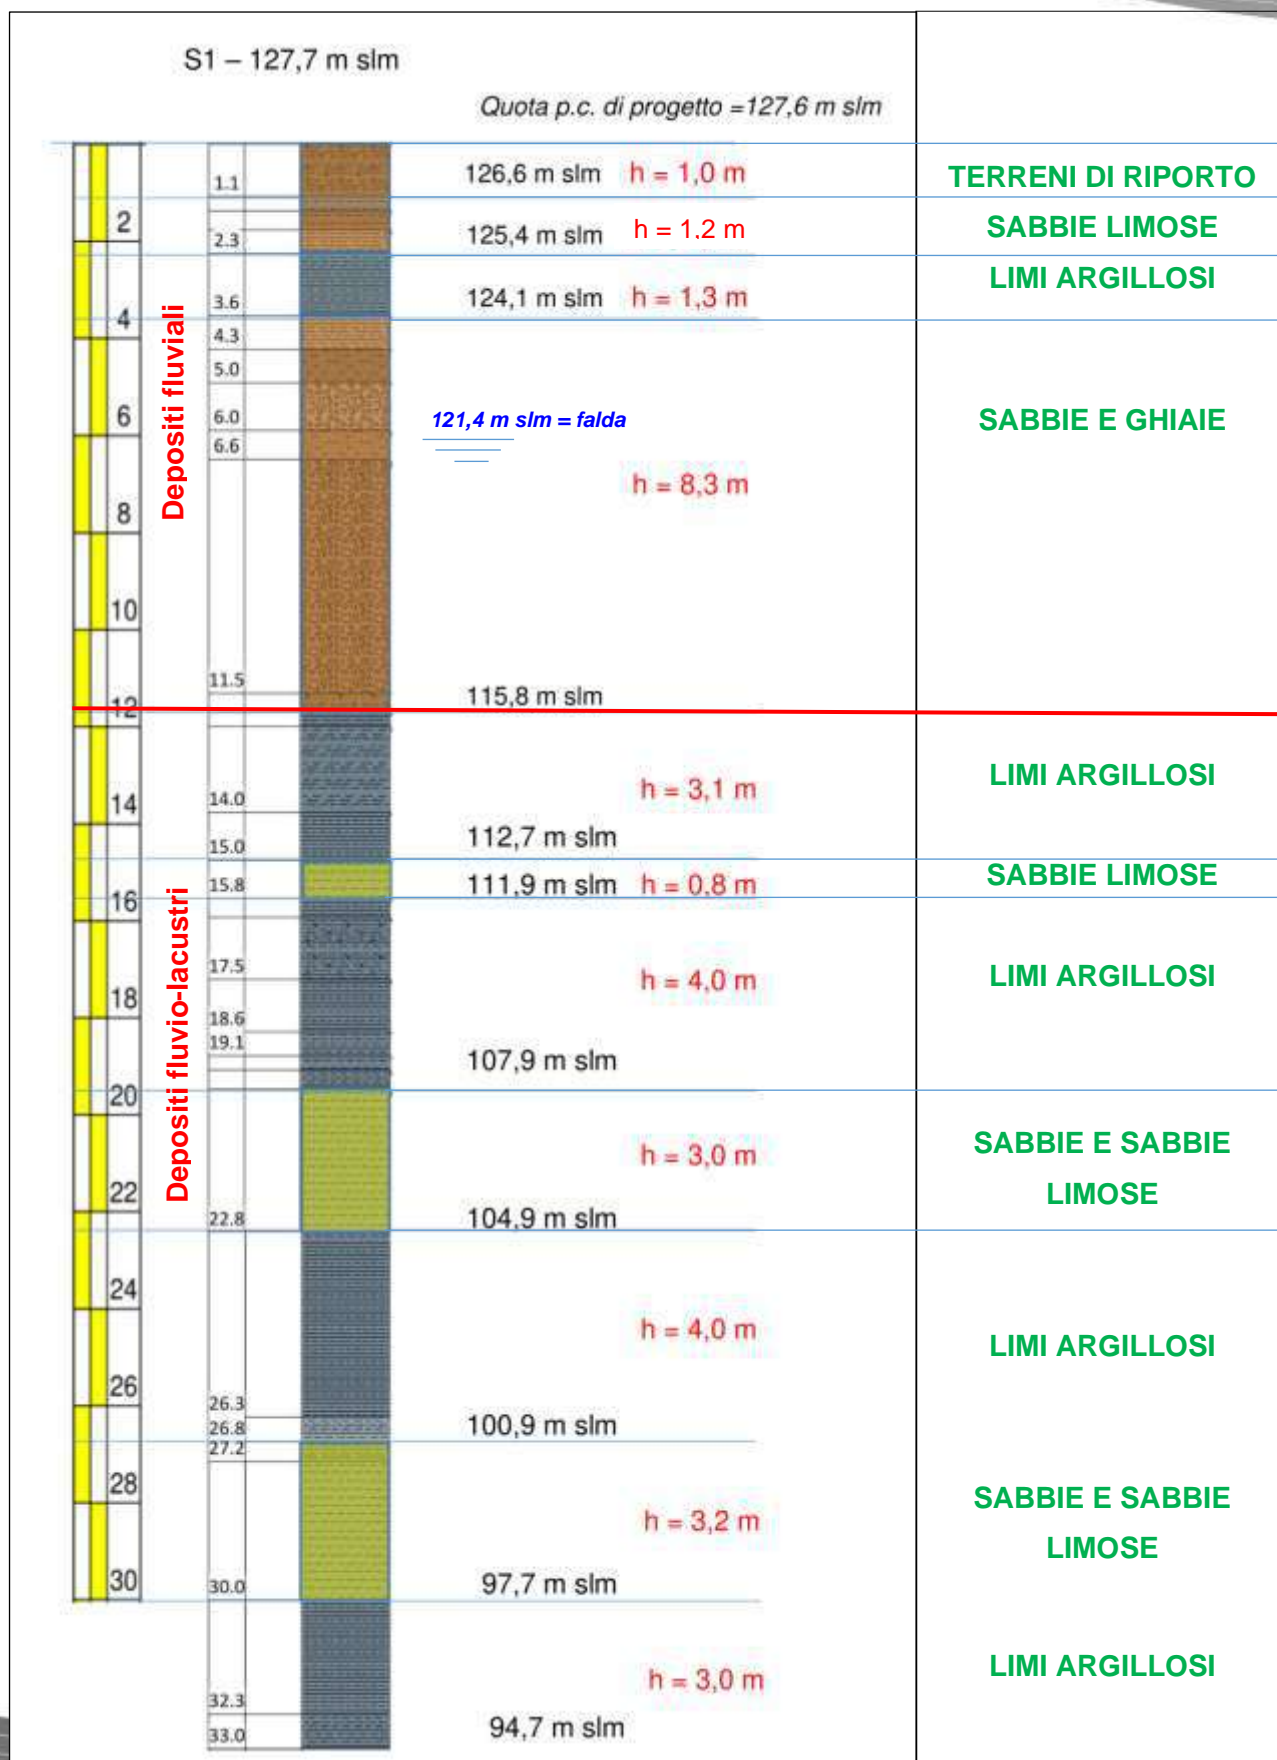 S1 – 127,7 m slm
Quota p.c. di progetto =127,6 m slm
1.1
126,6 m slm h = 1,0 m
TERRENI DI RIPORTO
2
2.3
125,4 m slm h = 1,2 m
SABBIE LIMOSE
3.6
124,1 m slm h = 1,3 m
LIMI ARGILLOSI
4
4.3
5.0
Depositi fluviali
6
6.0
121,4 m slm = falda
SABBIE E GHIAIE
6.6
h = 8,3 m
8
10
11.5
115,8 m slm
12
14
14.0
h = 3,1 m
LIMI ARGILLOSI
15.0
112,7 m slm
15.8
111,9 m slm h = 0,8 m
SABBIE LIMOSE
16
Depositi fluvio-lacustri
17.5
h = 4,0 m
LIMI ARGILLOSI
18
18.6
19.1
107,9 m slm
20
h = 3,0 m
SABBIE E SABBIE
LIMOSE
22
22.8
104,9 m slm
24
h = 4,0 m
LIMI ARGILLOSI
26
26.3
26.8
100,9 m slm
27.2
28
h = 3,2 m
SABBIE E SABBIE
LIMOSE
30
30.0
97,7 m slm
h = 3,0 m
LIMI ARGILLOSI
32.3
33.0
94,7 m slm